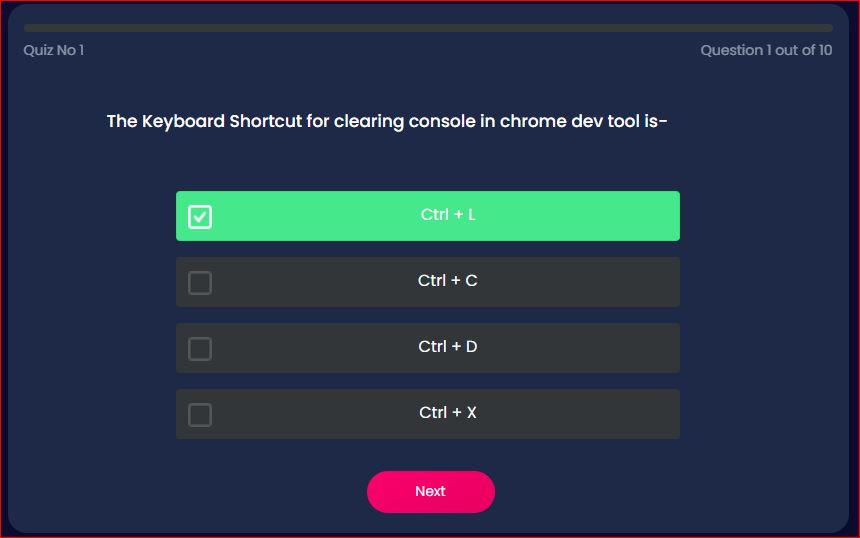 Quiz No 1
Question 1 out of 10
The Keyboard Shortcut for clearing console in chrome dev tool is-
Ctrl + L
Ctrl + C
Ctrl + D
Ctrl + X
Next